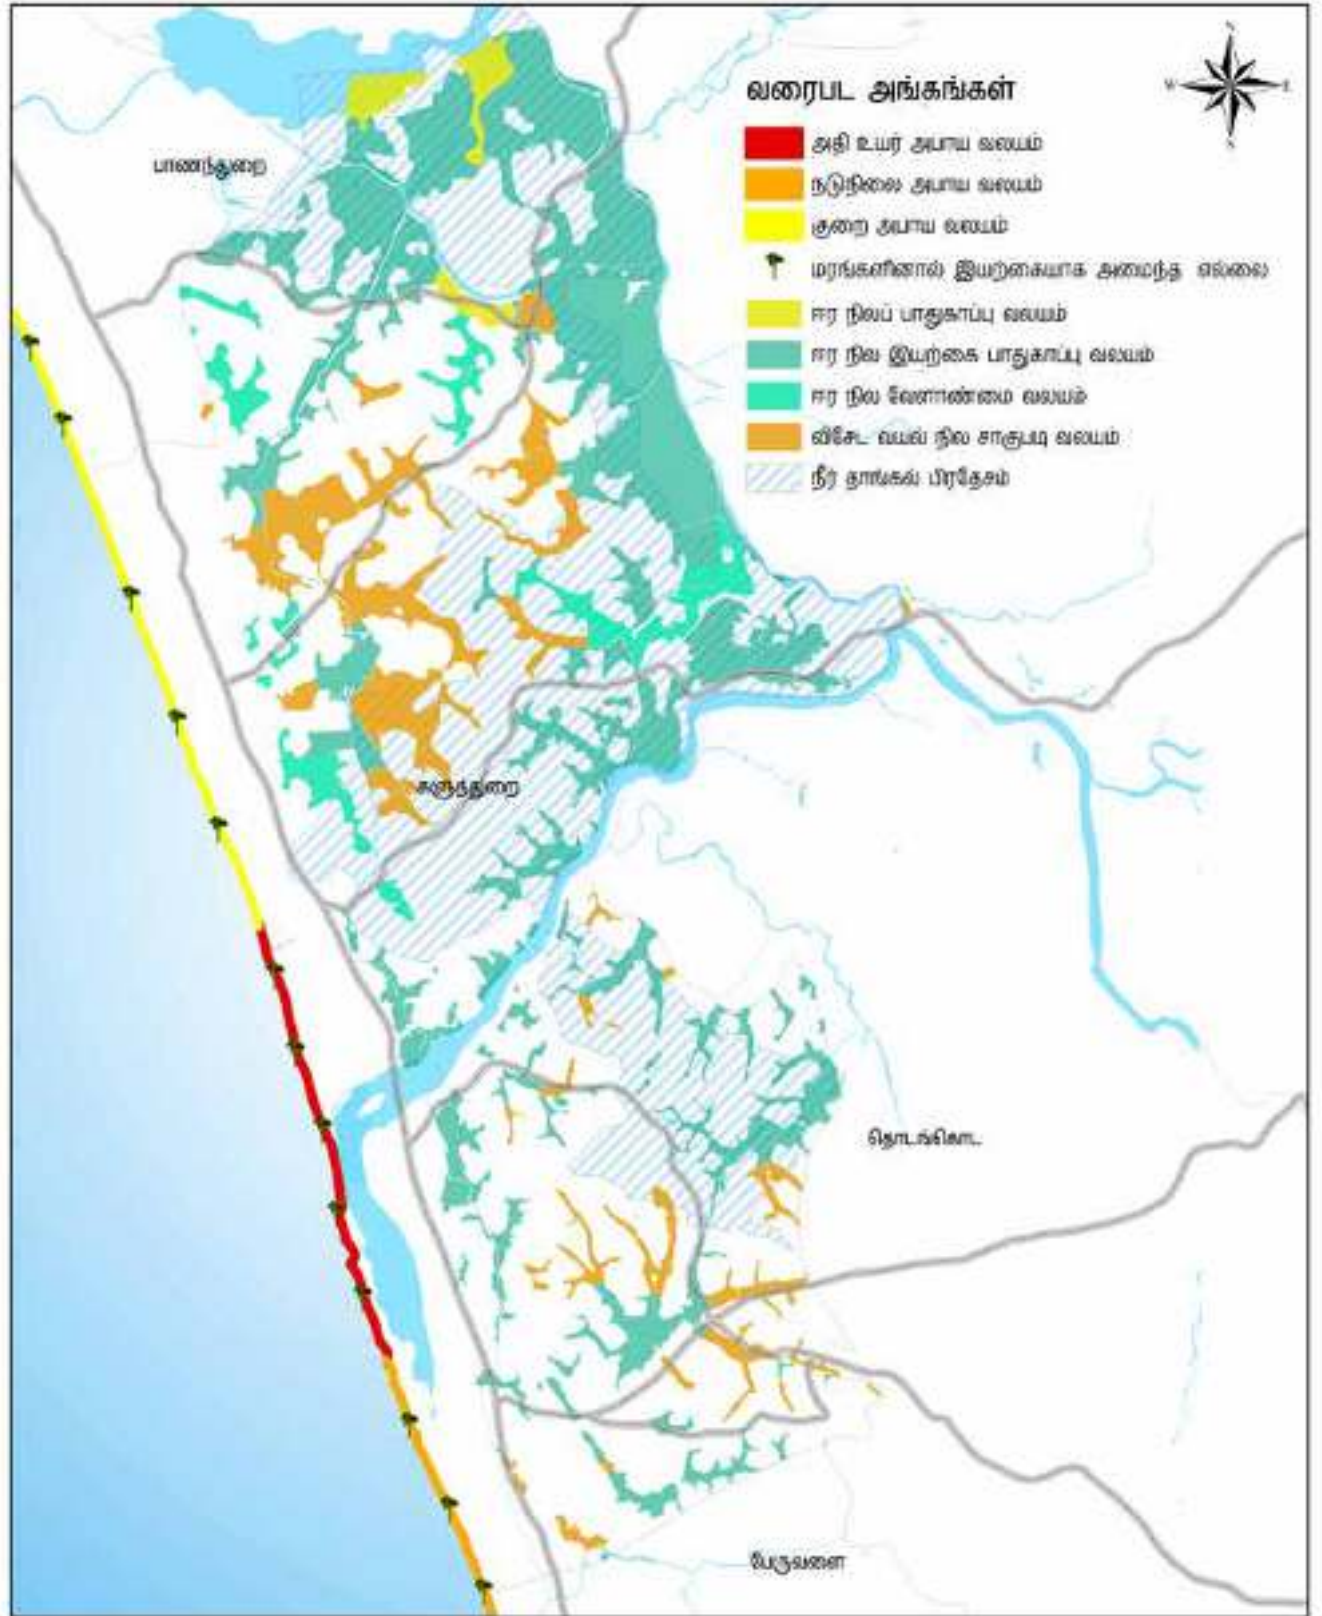 N
W
E
S
வரைபட அங்கங்கள்
அதி உயர் அபாய வலயம்
நடுநிலை அபாய வலயம்
குறை அபாய வலயம்
மரங்களினால் இயற்கையாக அமைந்த எல்லை
ஈர நிலப் பாதுகாப்பு வலயம்
ஈர நில இயற்கை பாதுகாப்பு வலயம்
ஈர நில வேளாண்மை வலயம்
விசேட வயல் நில சாகுபடி வலயம்
நீர் தாங்கல் பிரதேசம்
பாணந்துறை
களுத்துறை
தொடங்கொட
பேருவளை